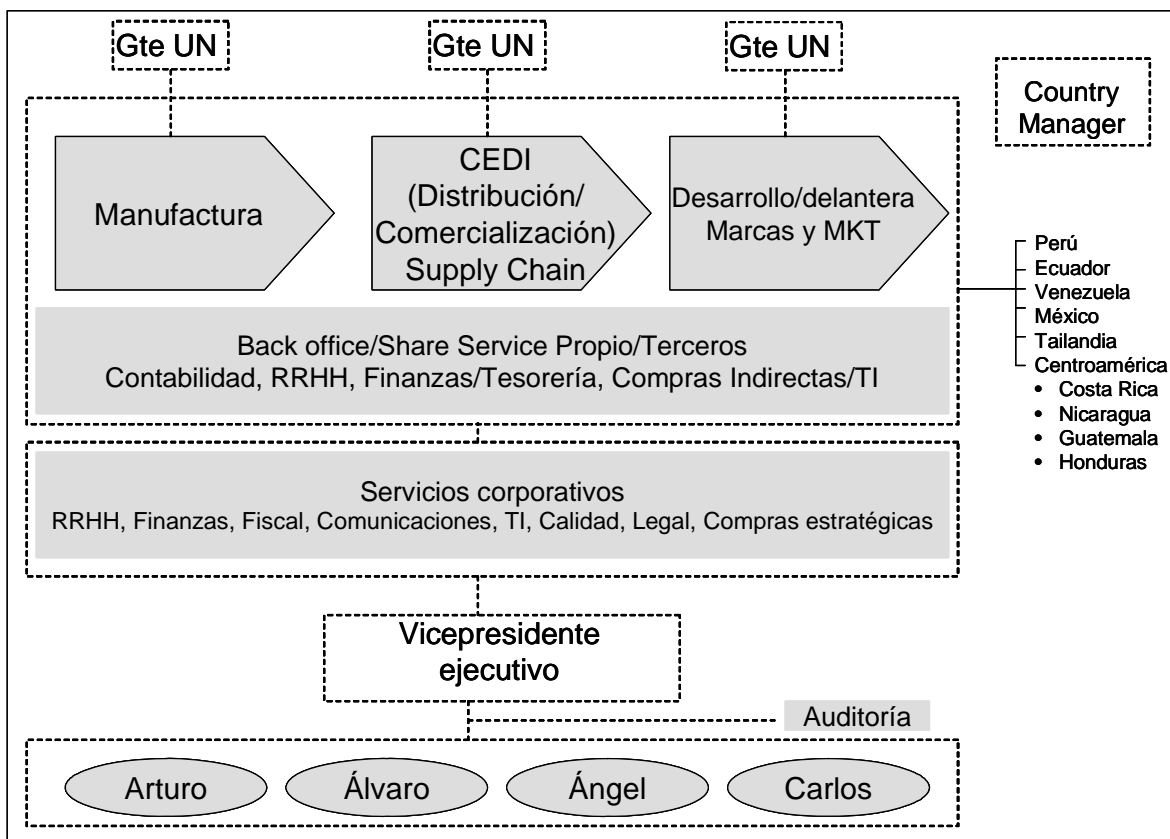 Gte UN
Gte UN
Gte UN
Country
Manager
Manufactura
CEDI
(Distribución/
Comercialización)
Supply Chain
Desarrollo/delantera
Marcas y MKT
Perú
Ecuador
Venezuela
México
Tailandia
Centroamérica
• Costa Rica
• Nicaragua
• Guatemala
• Honduras
Back office/Share Service Propio/Terceros
Contabilidad, RRHH, Finanzas/Tesorería, Compras Indirectas/TI
Servicios corporativos
RRHH, Finanzas, Fiscal, Comunicaciones, TI, Calidad, Legal, Compras estratégicas
Vicepresidente
ejecutivo
Auditoría
Arturo
Álvaro
Ángel
Carlos